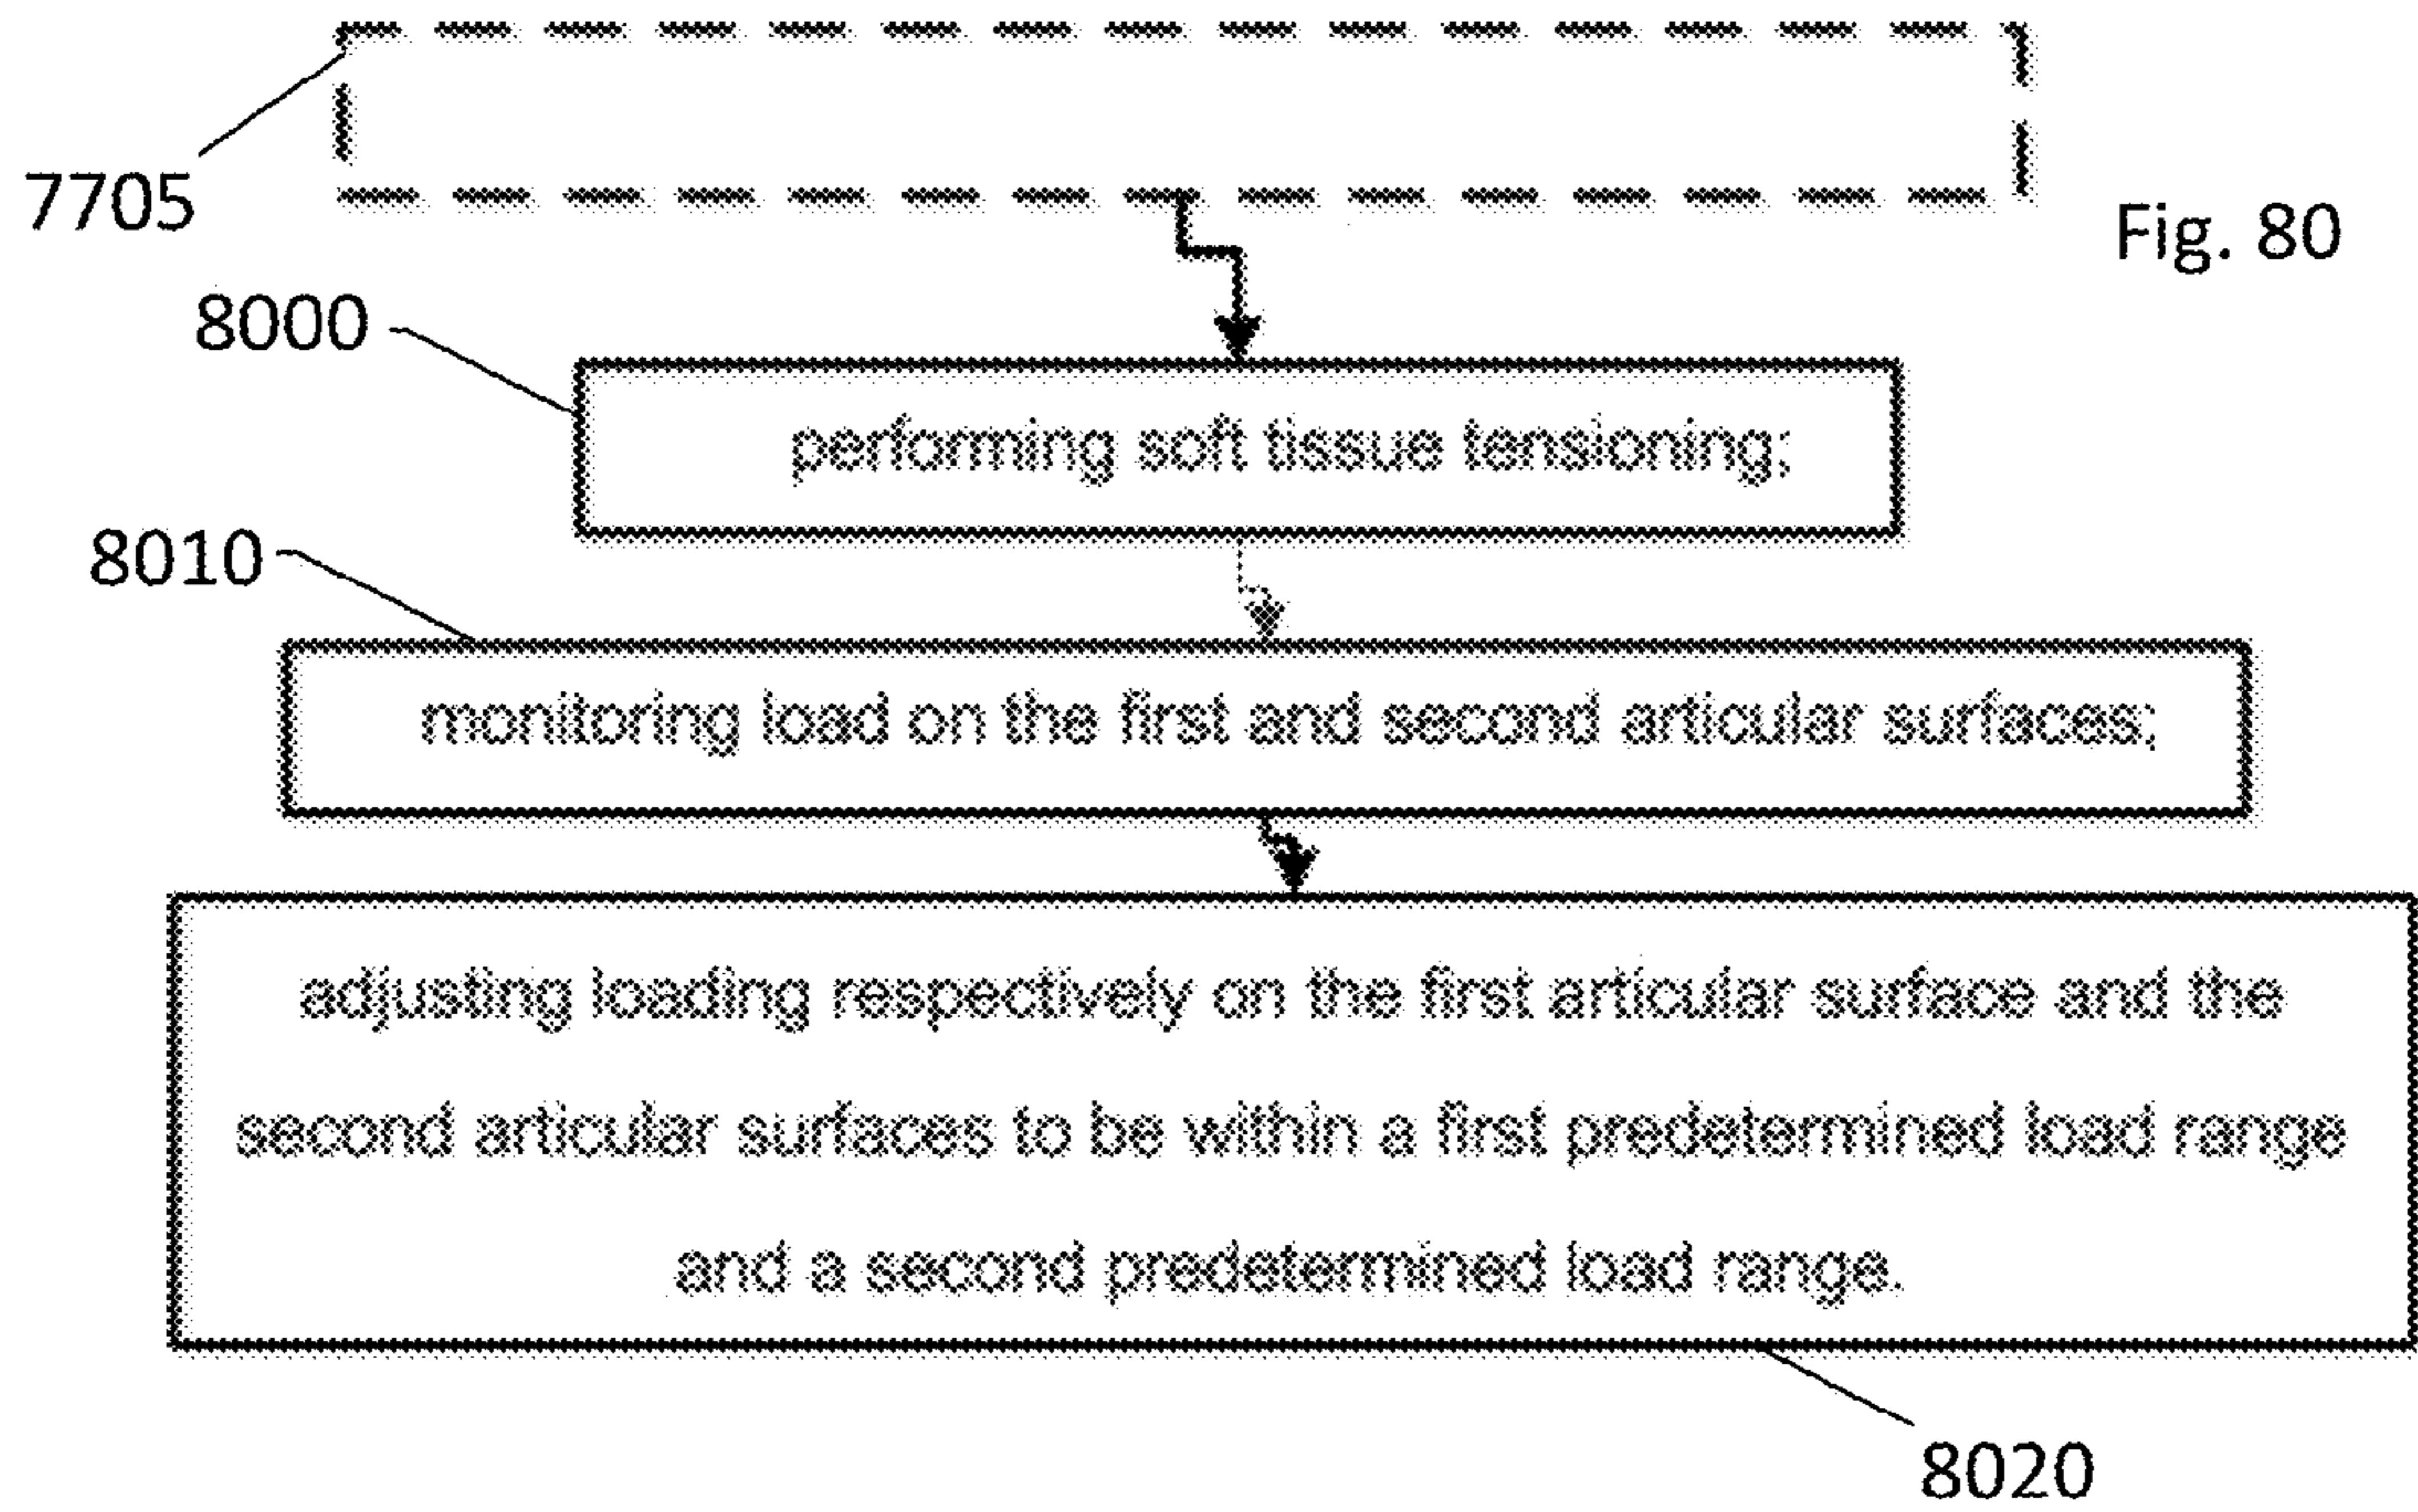 7705
Fig. 80
8000
performing soft tissue tensioning;
8010
monitoring load on the first and second articular surfaces;
adjusting loading respectively on the first articular surface and the
second articular surfaces to be within a first predetermined load range
and a second predetermined load range.
8020